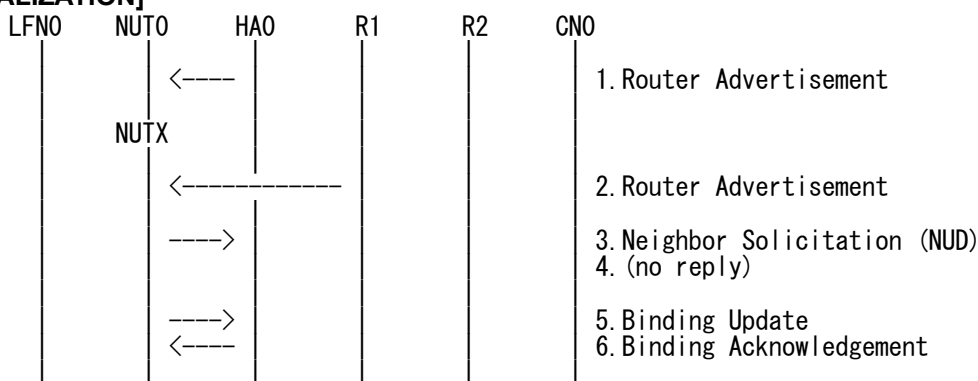 ALIZATION]
LFN0 NUT0 HA0 R1 R2 CN0
<---- 1.Router Advertisement
NUTX
<------------ 2.Router Advertisement
----> 3.Neighbor Solicitation (NUD)
4.(no reply)
----> 5.Binding Update
<---- 6.Binding Acknowledgement